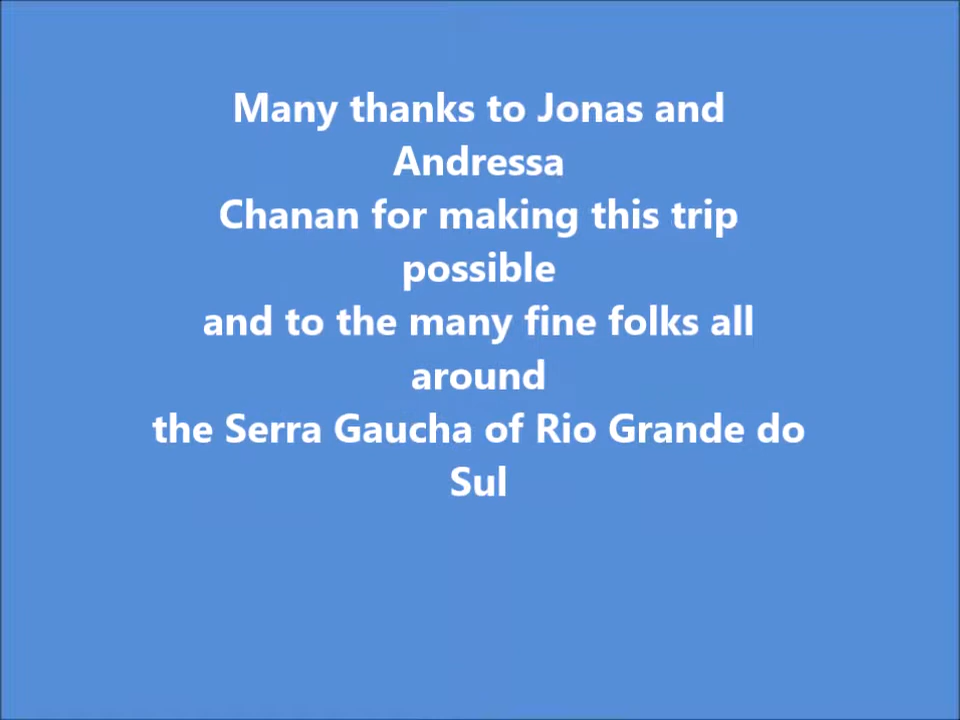 Many thanks to Jonas and
Andressa
Chanan for making this trip
possible
and to the many fine folks all
around
the Serra Gaucha of Rio Grande do
Sul